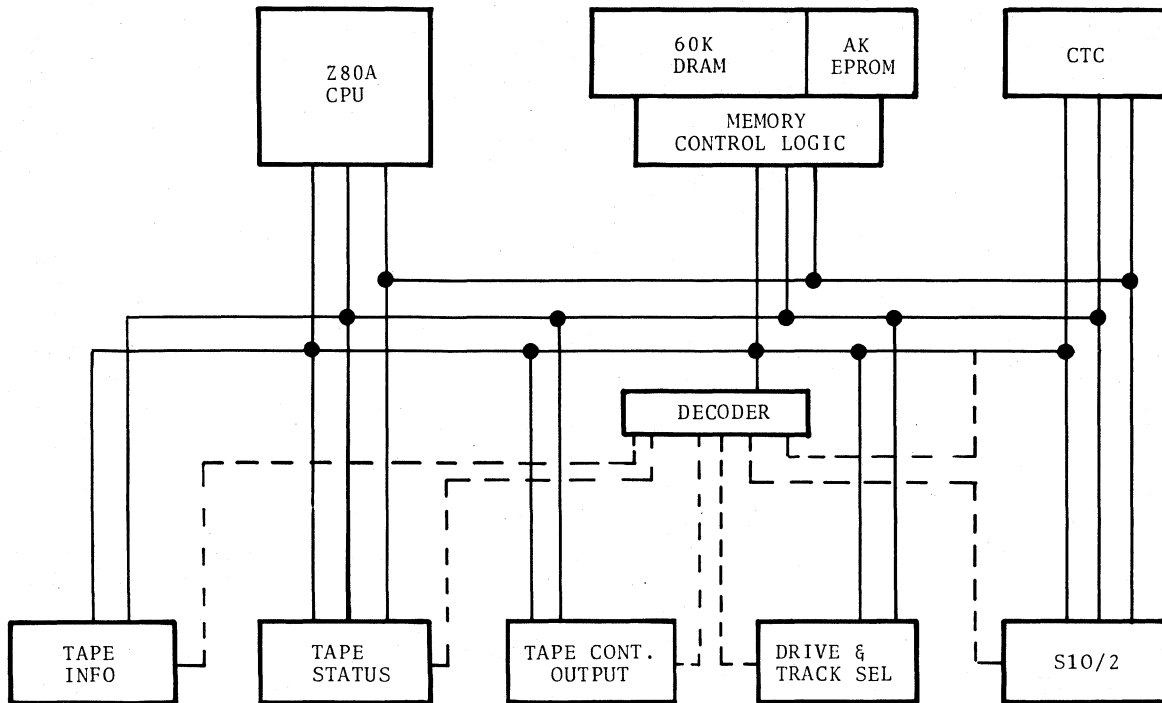 Z80A
CPU
60K
DRAM
AK
EPROM
MEMORY
CONTROL LOGIC
CTC
DECODER
TAPE
INFO
TAPE
STATUS
TAPE CONT.
OUTPUT
DRIVE &
TRACK SEL
S10/2